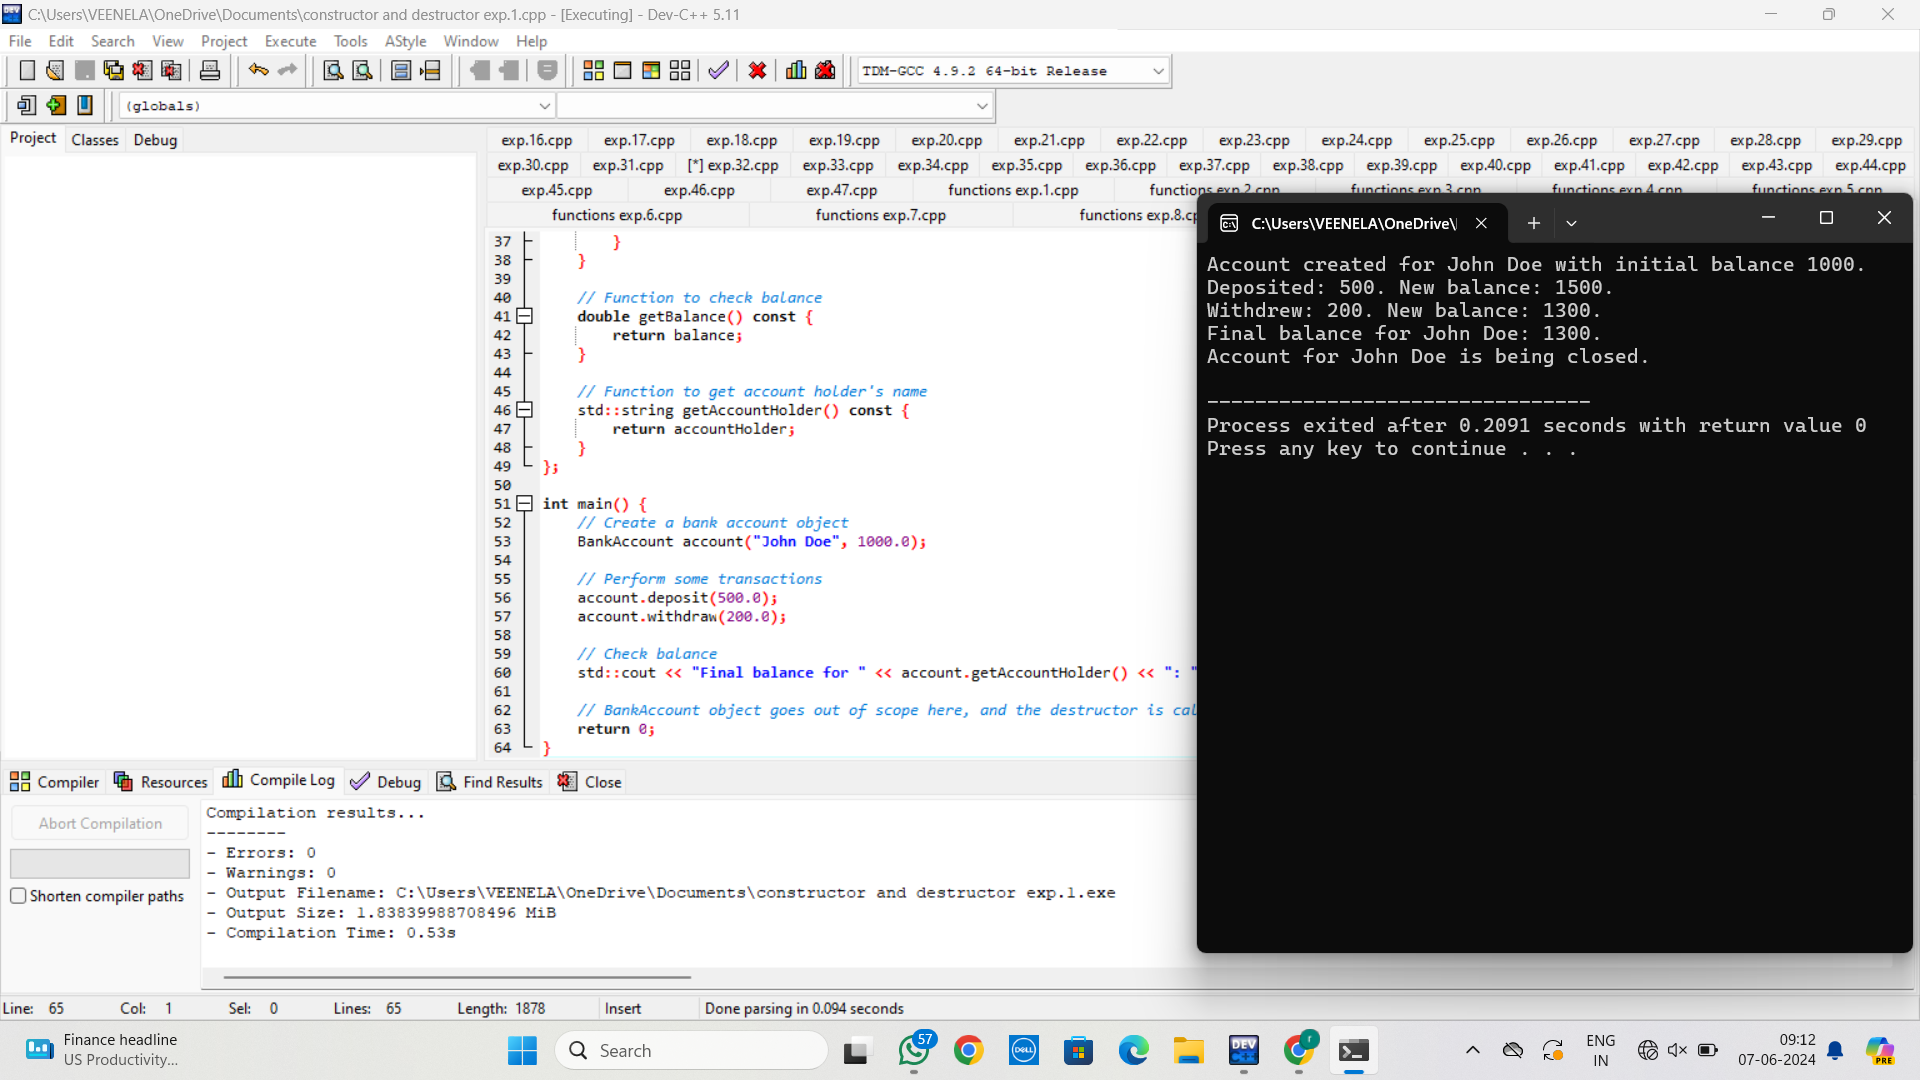 C:\Users\VEENELA\OneDrive\Documents\constructor and destructor exp.1.cpp - [Executing] - Dev-C++ 5.11
File Edit Search View Project Execute Tools AStyle Window Help
TDM-GCC 4.9.2 64-bit Release
(globals)
Project Classes Debug
exp.16.cpp exp.17.cpp exp.18.cpp exp.19.cpp exp.20.cpp exp.21.cpp exp.22.cpp exp.23.cpp exp.24.cpp exp.25.cpp exp.26.cpp exp.27.cpp exp.28.cpp exp.29.cpp
exp.30.cpp exp.31.cpp [*] exp.32.cpp exp.33.cpp exp.34.cpp exp.35.cpp exp.36.cpp exp.37.cpp exp.38.cpp exp.39.cpp exp.40.cpp exp.41.cpp exp.42.cpp exp.43.cpp exp.44.cpp
exp.45.cpp exp.46.cpp exp.47.cpp functions exp.1.cpp functions exp.2.cpp functions exp.3.cpp functions exp.4.cpp functions exp.5.cpp
functions exp.6.cpp functions exp.7.cpp functions exp.8.cp
37 }
38 }
39
40 // Function to check balance
41 double getBalance() const {
42 return balance;
43 }
44
45 // Function to get account holder's name
46 std::string getAccountHolder() const {
47 return accountHolder;
48 }
49 };
50
51 int main() {
52 // Create a bank account object
53 BankAccount account("John Doe", 1000.0);
54
55 // Perform some transactions
56 account.deposit(500.0);
57 account.withdraw(200.0);
58
59 // Check balance
60 std::cout << "Final balance for " << account.getAccountHolder() << ": "
61
62 // BankAccount object goes out of scope here, and the destructor is cal
63 return 0;
64 }
C:\Users\VEENELA\OneDrive\
Account created for John Doe with initial balance 1000.
Deposited: 500. New balance: 1500.
Withdrew: 200. New balance: 1300.
Final balance for John Doe: 1300.
Account for John Doe is being closed.
--------------------------------
Process exited after 0.2091 seconds with return value 0
Press any key to continue . . .
Compiler Resources Compile Log Debug Find Results Close
Abort Compilation
Shorten compiler paths
Compilation results...
--------
- Errors: 0
- Warnings: 0
- Output Filename: C:\Users\VEENELA\OneDrive\Documents\constructor and destructor exp.1.exe
- Output Size: 1.83839988708496 MiB
- Compilation Time: 0.53s
Line: 65 Col: 1 Sel: 0 Lines: 65 Length: 1878 Insert Done parsing in 0.094 seconds
Finance headline
US Productivity...
Search
57
DELL
DEV
r
ENG
IN
09:12
07-06-2024
PRE